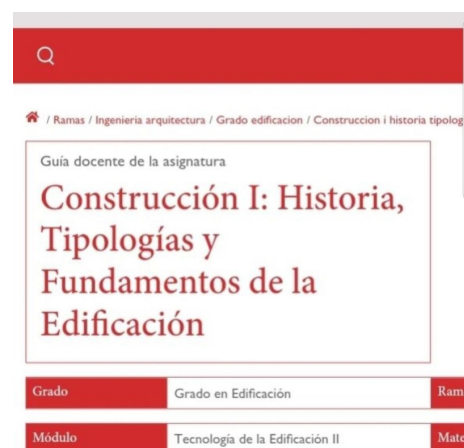 / Ramas / Ingenieria arquitectura / Grado edificacion / Construccion i historia tipolog
Guía docente de la asignatura
Construcción I: Historia,
Tipologías y
Fundamentos de la
Edificación
Grado Grado en Edificación Ram
Módulo Tecnología de la Edificación II Mate